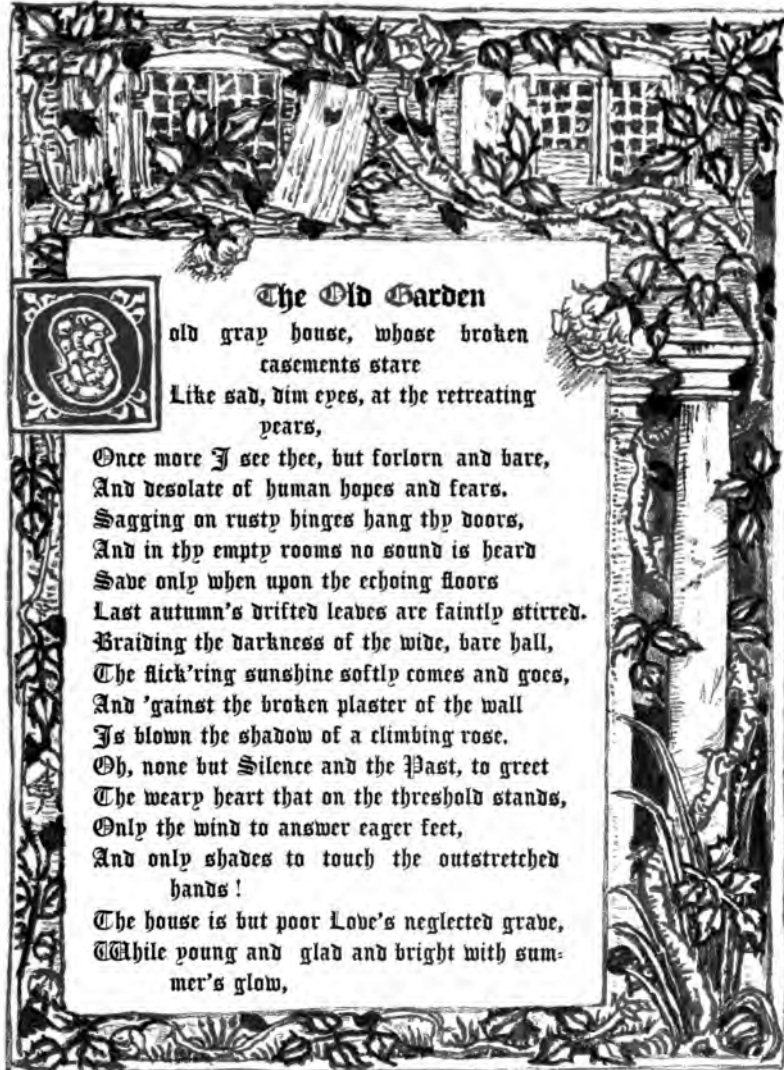 The Old Garden
O old gray house, whose broken
casements stare
Like sad, dim eyes, at the retreating
years,
Once more I see thee, but forlorn and bare,
And desolate of human hopes and fears.
Sagging on rusty hinges hang thy doors,
And in thy empty rooms no sound is heard
Save only when upon the echoing floors
Last autumn's drifted leaves are faintly stirred.
Braiding the darkness of the wide, bare hall,
The flick'ring sunshine softly comes and goes,
And 'gainst the broken plaster of the wall
Is blown the shadow of a climbing rose.
Oh, none but Silence and the Past, to greet
The weary heart that on the threshold stands,
Only the wind to answer eager feet,
And only shades to touch the outstretched
hands!
The house is but poor Love's neglected grave,
While young and glad and bright with sum-
mer's glow,